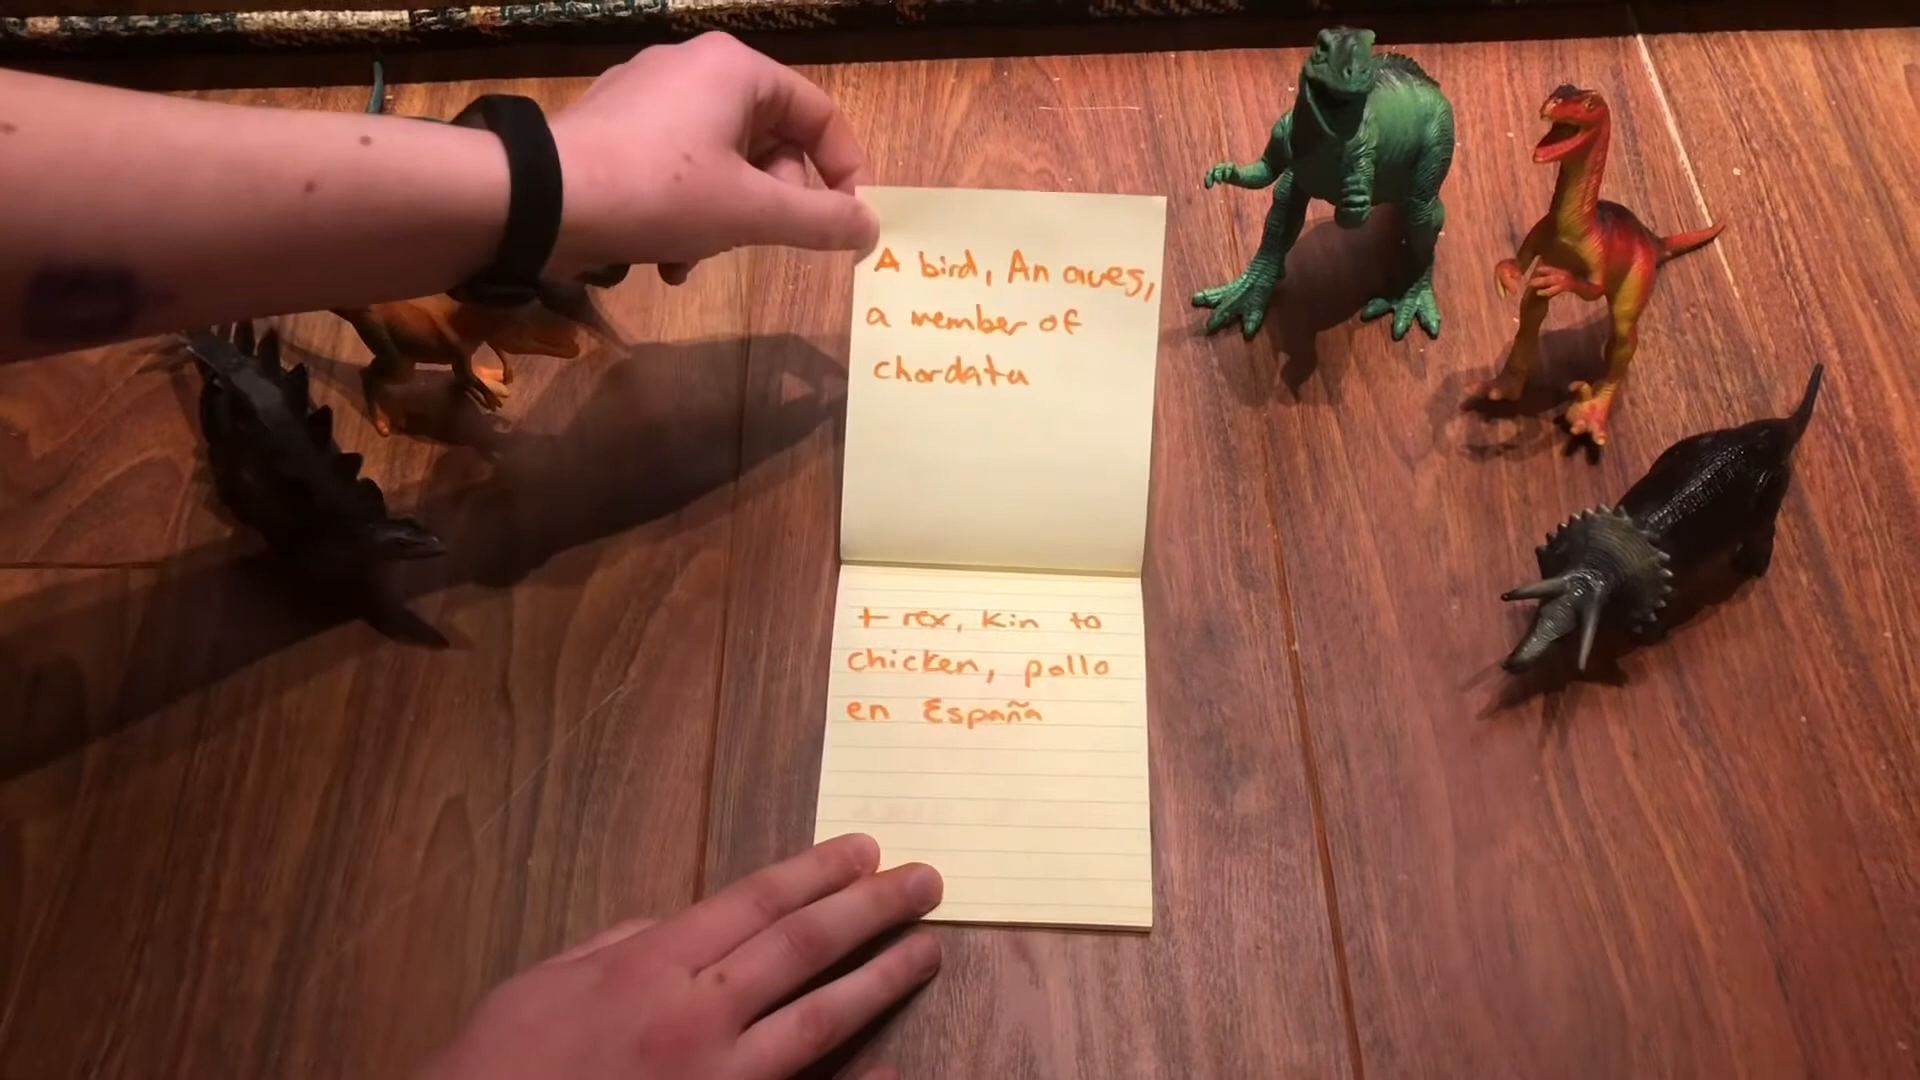 A bird, An aves,
a member of
chordata
t rex, kin to
chicken, pollo
en España